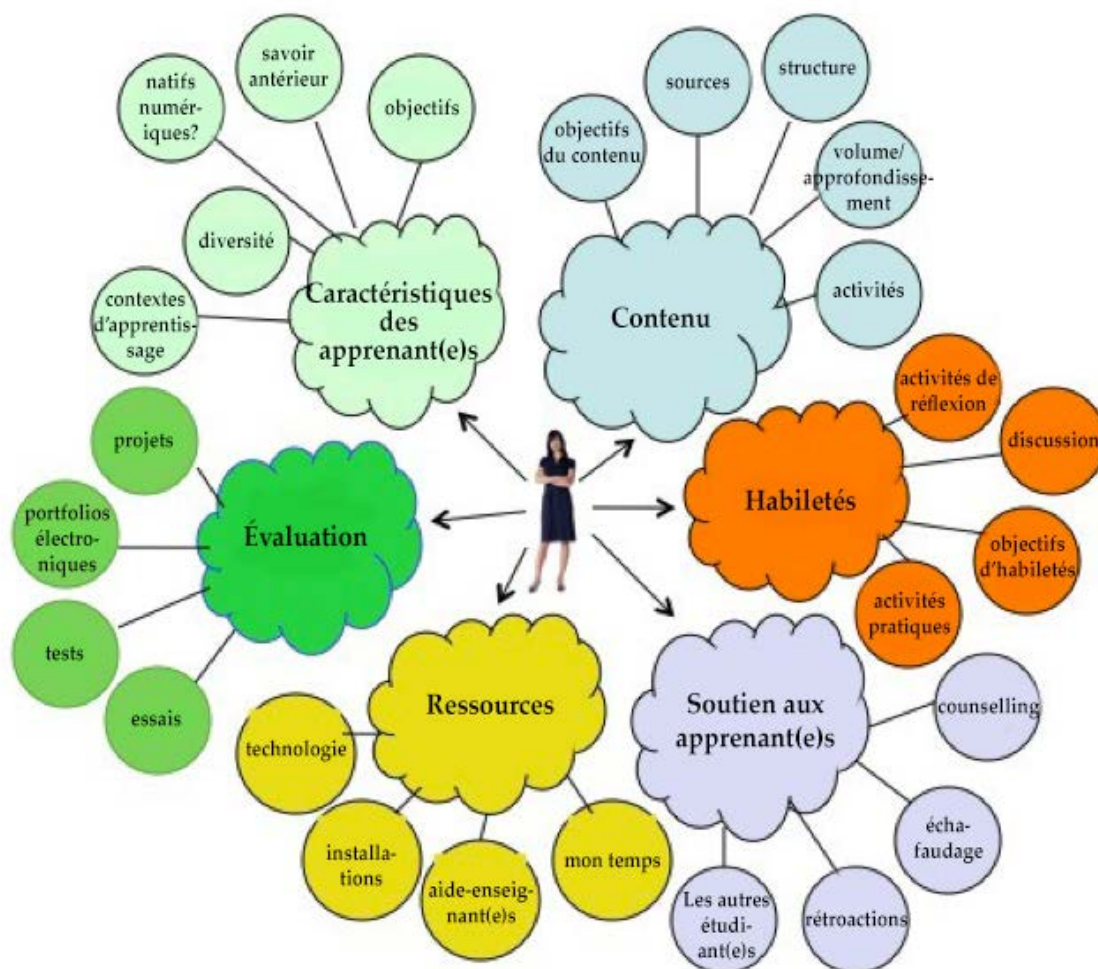 natifs
numér-
iques?
savoir
antérieur
objectifs
diversité
contextes
d'apprentis-
sage
Caractéristiques
des
apprenant(e)s
objectifs
du contenu
sources
structure
volume/
approfondisse-
ment
activités
Contenu
activités de
réflexion
discussion
objectifs
d'habiletés
activités
pratiques
Habiletés
projets
portfolios
électro-
niques
tests
essais
Évaluation
Ressources
technologie
installa-
tions
aide-enseig-
nant(e)s
mon temps
Soutien aux
apprenant(e)s
counselling
écha-
faudage
rétroactions
Les autres
étudi-
ant(e)s